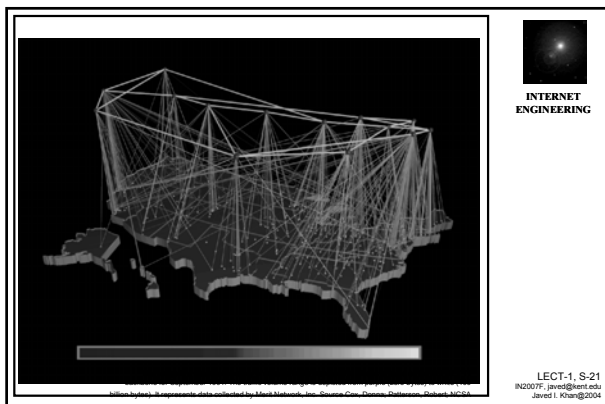 INTERNET
ENGINEERING
billion bytes). It represents data collected by Merit Network, Inc. Source Cox, Donna; Patterson, Robert: NCSA
LECT-1, S-21
IN2007F, javed@kent.edu
Javed I. Khan@2004